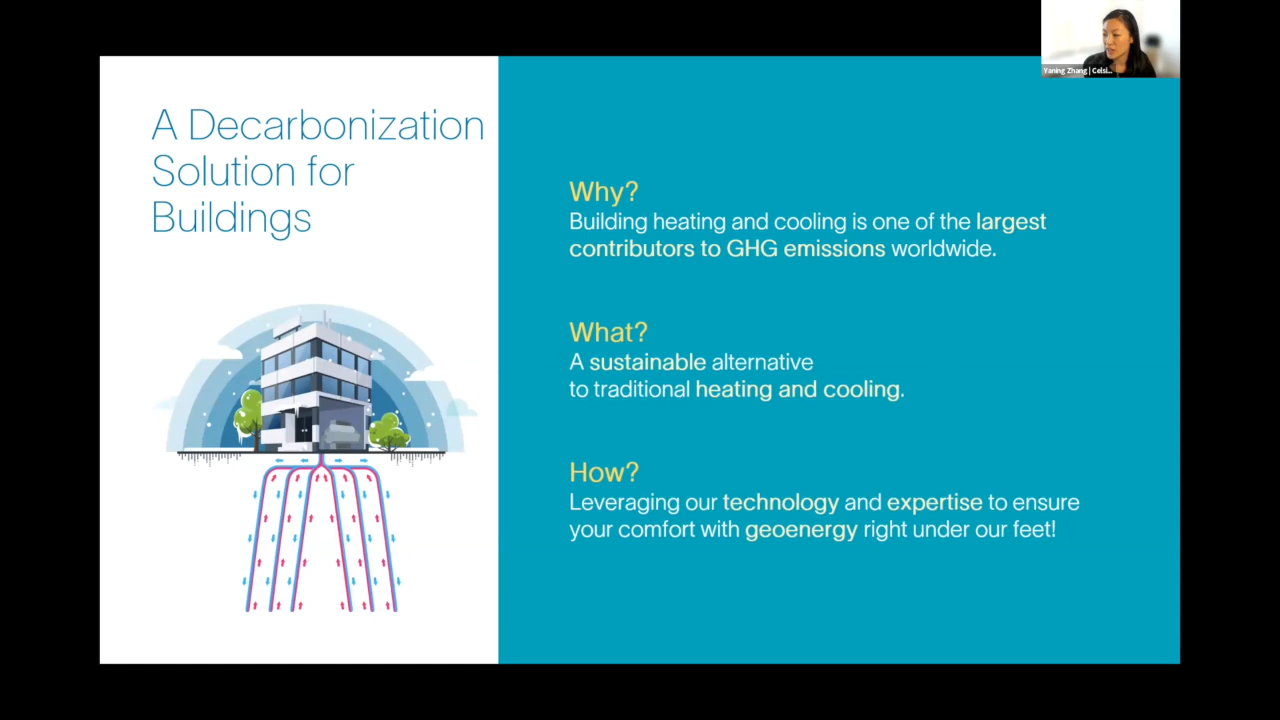 Yaning Zhang | Celsi...
A Decarbonization
Solution for
Buildings
Why?
Building heating and cooling is one of the largest
contributors to GHG emissions worldwide.
What?
A sustainable alternative
to traditional heating and cooling.
How?
Leveraging our technology and expertise to ensure
your comfort with geoenergy right under our feet!